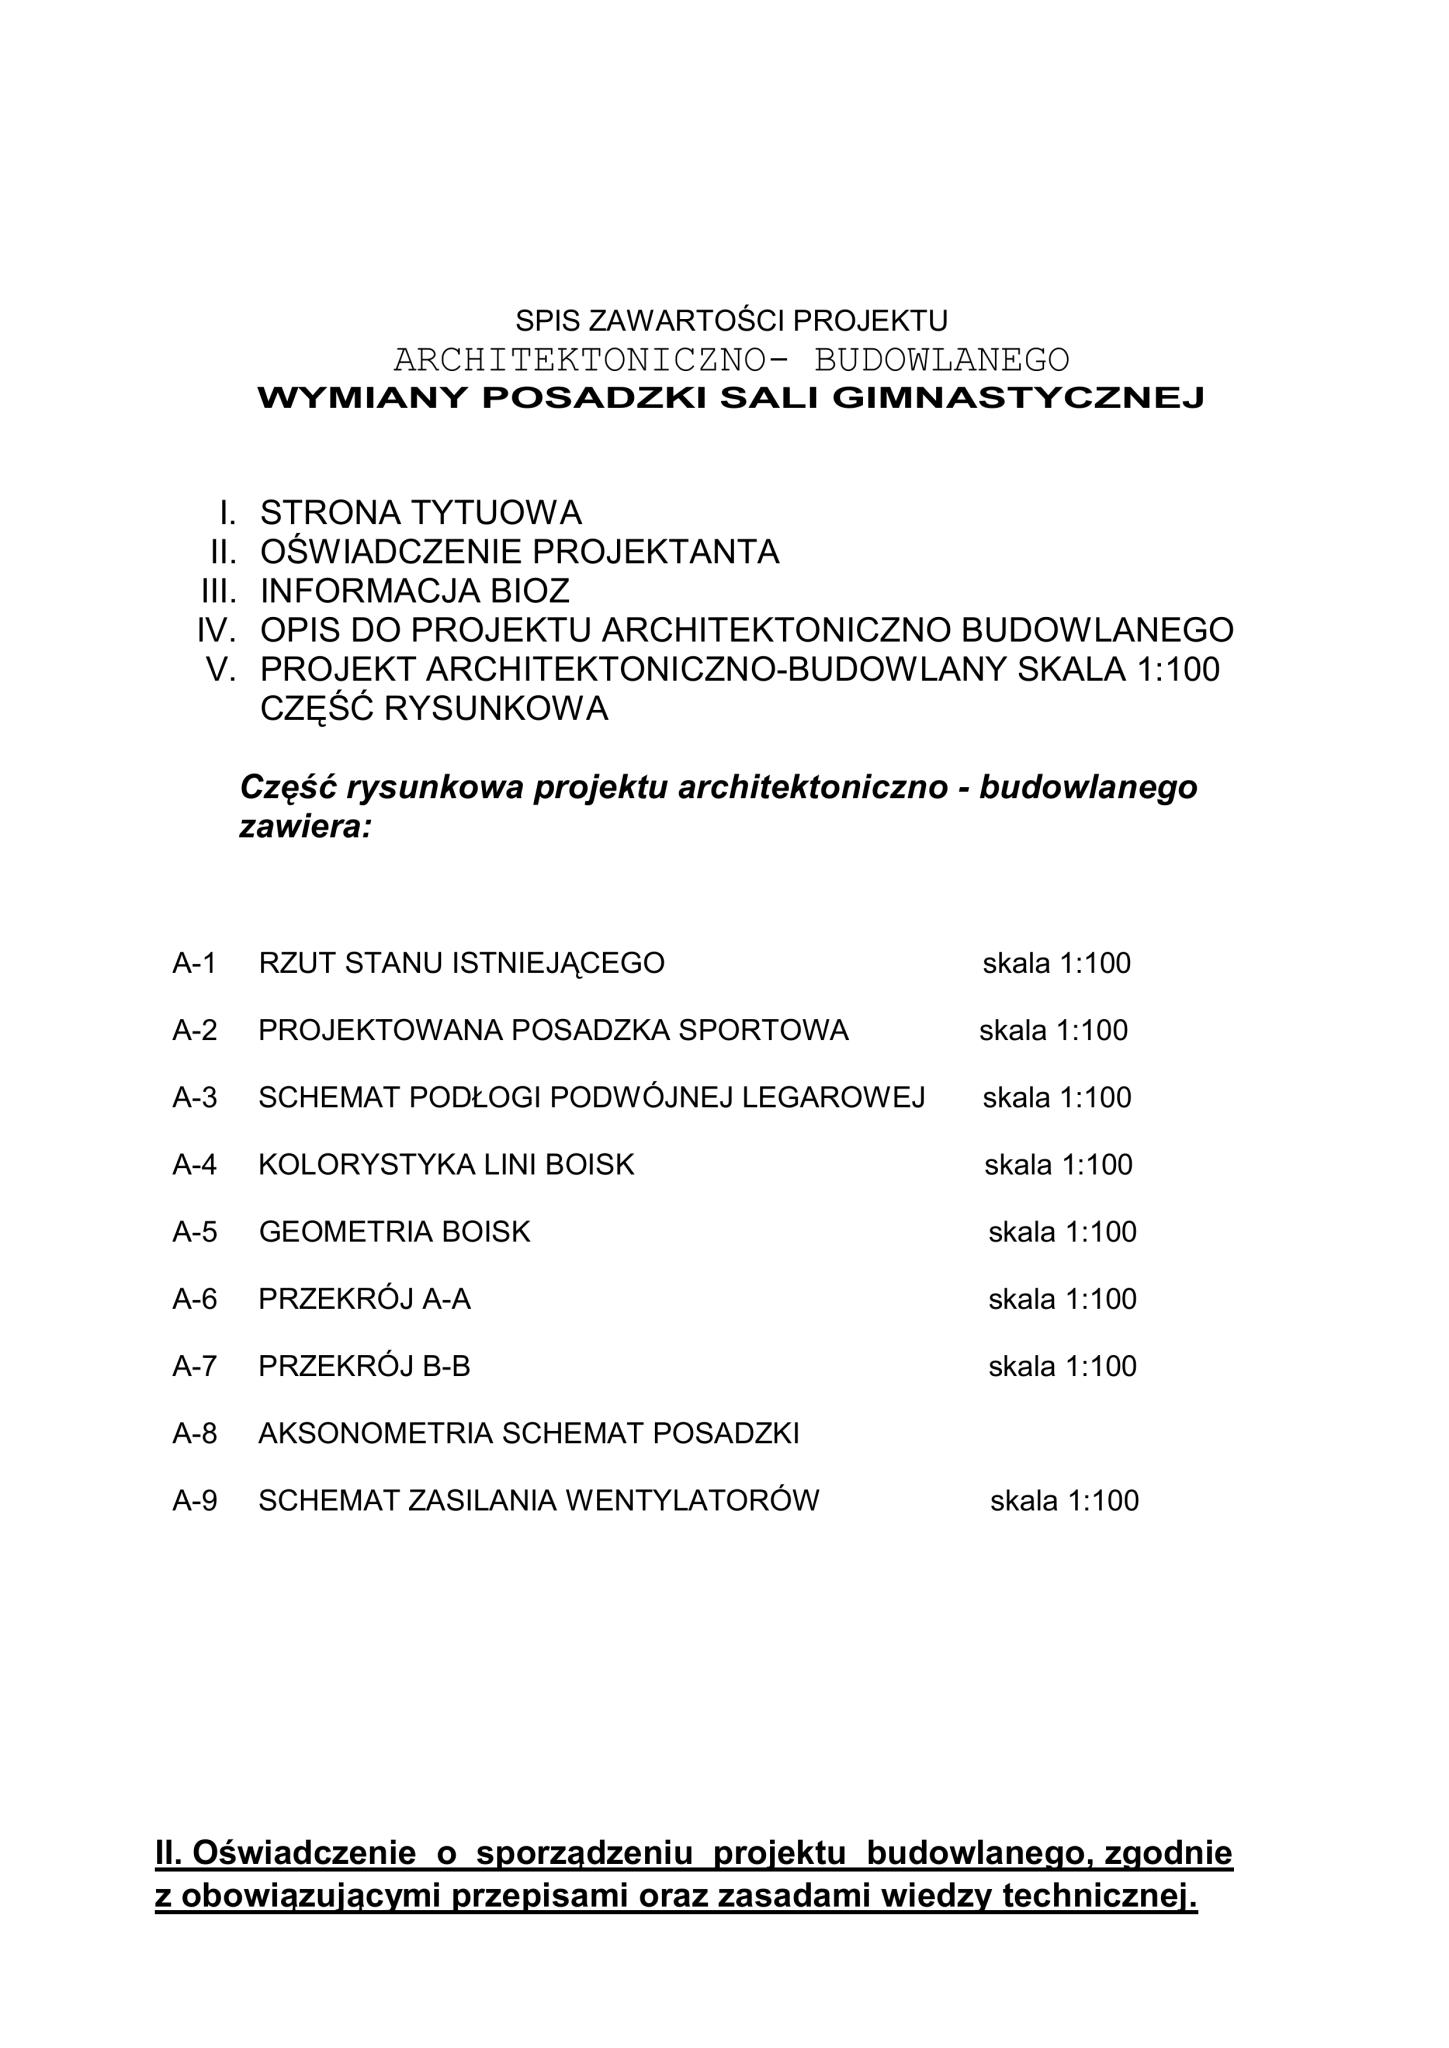 SPIS ZAWARTOŚCI PROJEKTU
ARCHITEKTONICZNO- BUDOWLANEGO
WYMIANY POSADZKI SALI GIMNASTYCZNEJ
I. STRONA TYTUOWA
II. OŚWIADCZENIE PROJEKTANTA
III. INFORMACJA BIOZ
IV. OPIS DO PROJEKTU ARCHITEKTONICZNO BUDOWLANEGO
V. PROJEKT ARCHITEKTONICZNO-BUDOWLANY SKALA 1:100
CZĘŚĆ RYSUNKOWA
Część rysunkowa projektu architektoniczno - budowlanego
zawiera:
A-1 RZUT STANU ISTNIEJĄCEGO skala 1:100
A-2 PROJEKTOWANA POSADZKA SPORTOWA skala 1:100
A-3 SCHEMAT PODŁOGI PODWÓJNEJ LEGAROWEJ skala 1:100
A-4 KOLORYSTYKA LINI BOISK skala 1:100
A-5 GEOMETRIA BOISK skala 1:100
A-6 PRZEKRÓJ A-A skala 1:100
A-7 PRZEKRÓJ B-B skala 1:100
A-8 AKSONOMETRIA SCHEMAT POSADZKI
A-9 SCHEMAT ZASILANIA WENTYLATORÓW skala 1:100
II. Oświadczenie o sporządzeniu projektu budowlanego, zgodnie
z obowiązującymi przepisami oraz zasadami wiedzy technicznej.